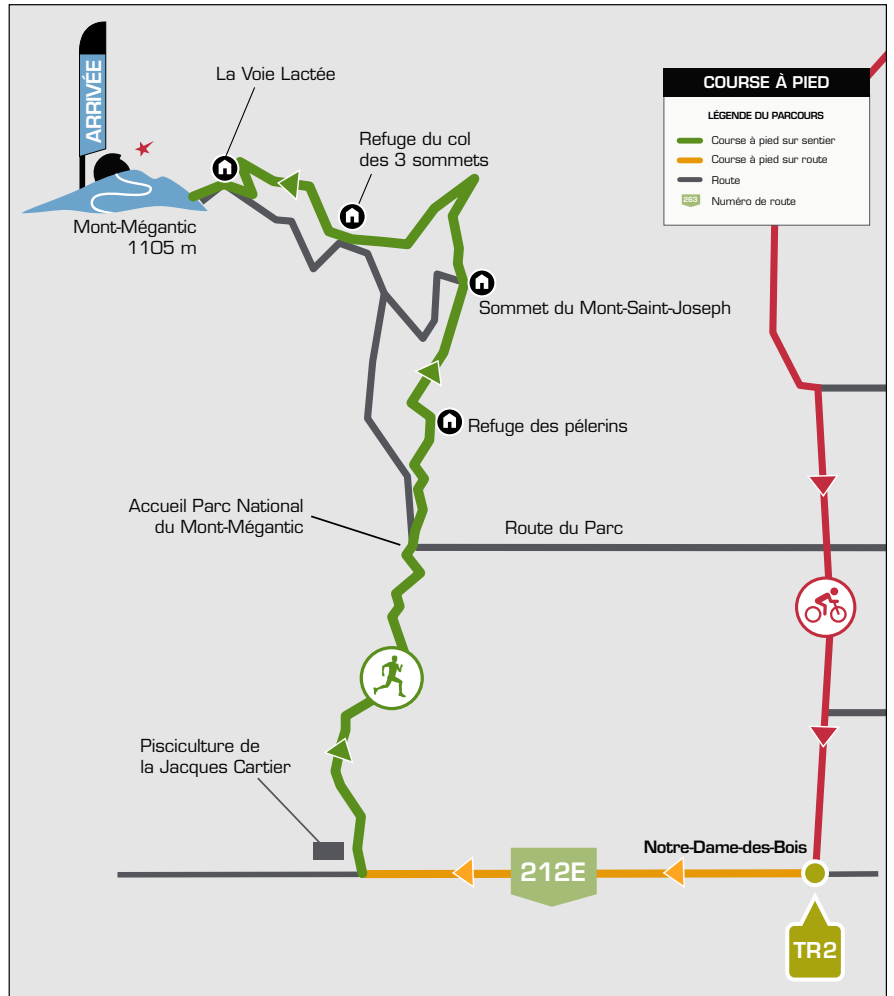 ARRIVÉE
La Voie Lactée
Refuge du col
des 3 sommets
Mont-Mégantic
1105 m
COURSE À PIED
LÉGENDE DU PARCOURS
Course à pied sur sentier
Course à pied sur route
Route
263
Numéro de route
Sommet du Mont-Saint-Joseph
Refuge des pélerins
Accueil Parc National
du Mont-Mégantic
Route du Parc
Pisciculture de
la Jacques Cartier
Notre-Dame-des-Bois
212E
TR2